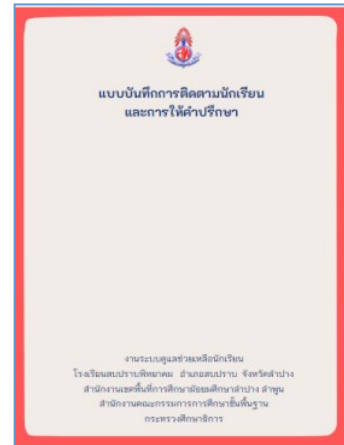 แบบบันทึกการติดตามนักเรียน
และการให้คำปรึกษา
งานระบบดูแลช่วยเหลือนักเรียน
โรงเรียนสบปราบพิทยาคม อำเภอสบปราบ จังหวัดลำปาง
สำนักงานเขตพื้นที่การศึกษามัธยมศึกษาลำปาง ลำพูน
สำนักงานคณะกรรมการการศึกษาขั้นพื้นฐาน
กระทรวงศึกษาธิการ